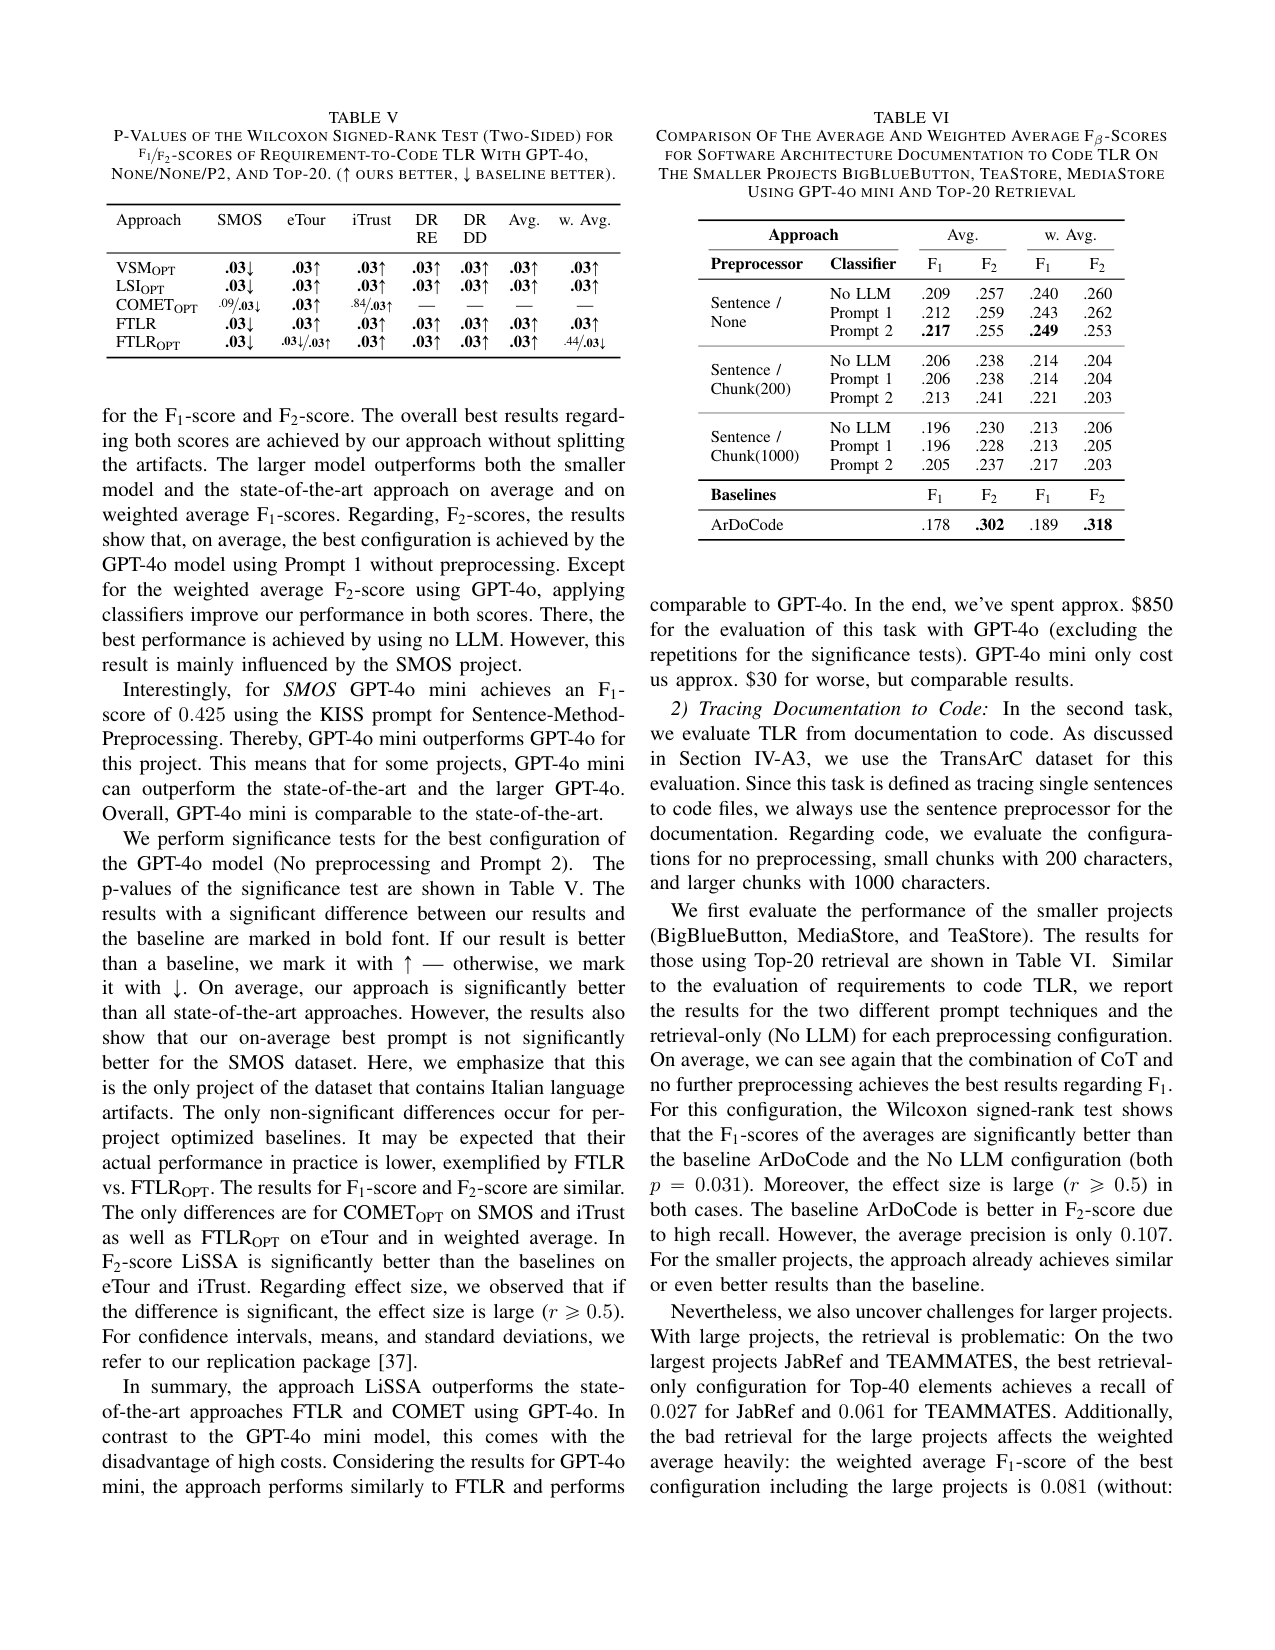 TABLE V
P-VALUES OF THE WILCOXON SIGNED-RANK TEST (TWO-SIDED) FOR
F1/F2-SCORES OF REQUIREMENT-TO-CODE TLR WITH GPT-4O,
NONE/NONE/P2, AND TOP-20. (↑ OURS BETTER, ↓ BASELINE BETTER).
Approach SMOS eTour iTrust DR RE DR DD Avg. w. Avg.
VSMOPT .03↓ .03↑ .03↑ .03↑ .03↑ .03↑ .03↑
LSIOPT .03↓ .03↑ .03↑ .03↑ .03↑ .03↑ .03↑
COMETOPT .09/.03↓ .03↑ .84/.03↑ — — — —
FTLR .03↓ .03↑ .03↑ .03↑ .03↑ .03↑ .03↑
FTLROPT .03↓ .03↓/.03↑ .03↑ .03↑ .03↑ .03↑ .44/.03↓
for the F1-score and F2-score. The overall best results regard-
ing both scores are achieved by our approach without splitting
the artifacts. The larger model outperforms both the smaller
model and the state-of-the-art approach on average and on
weighted average F1-scores. Regarding, F2-scores, the results
show that, on average, the best configuration is achieved by the
GPT-4o model using Prompt 1 without preprocessing. Except
for the weighted average F2-score using GPT-4o, applying
classifiers improve our performance in both scores. There, the
best performance is achieved by using no LLM. However, this
result is mainly influenced by the SMOS project.
Interestingly, for SMOS GPT-4o mini achieves an F1-
score of 0.425 using the KISS prompt for Sentence-Method-
Preprocessing. Thereby, GPT-4o mini outperforms GPT-4o for
this project. This means that for some projects, GPT-4o mini
can outperform the state-of-the-art and the larger GPT-4o.
Overall, GPT-4o mini is comparable to the state-of-the-art.
We perform significance tests for the best configuration of
the GPT-4o model (No preprocessing and Prompt 2). The
p-values of the significance test are shown in Table V. The
results with a significant difference between our results and
the baseline are marked in bold font. If our result is better
than a baseline, we mark it with ↑ — otherwise, we mark
it with ↓. On average, our approach is significantly better
than all state-of-the-art approaches. However, the results also
show that our on-average best prompt is not significantly
better for the SMOS dataset. Here, we emphasize that this
is the only project of the dataset that contains Italian language
artifacts. The only non-significant differences occur for per-
project optimized baselines. It may be expected that their
actual performance in practice is lower, exemplified by FTLR
vs. FTLROPT. The results for F1-score and F2-score are similar.
The only differences are for COMETOPT on SMOS and iTrust
as well as FTLROPT on eTour and in weighted average. In
F2-score LiSSA is significantly better than the baselines on
eTour and iTrust. Regarding effect size, we observed that if
the difference is significant, the effect size is large (r ⩾ 0.5).
For confidence intervals, means, and standard deviations, we
refer to our replication package [37].
In summary, the approach LiSSA outperforms the state-
of-the-art approaches FTLR and COMET using GPT-4o. In
contrast to the GPT-4o mini model, this comes with the
disadvantage of high costs. Considering the results for GPT-4o
mini, the approach performs similarly to FTLR and performs
TABLE VI
COMPARISON OF THE AVERAGE AND WEIGHTED AVERAGE Fβ-SCORES
FOR SOFTWARE ARCHITECTURE DOCUMENTATION TO CODE TLR ON
THE SMALLER PROJECTS BIGBLUEBUTTON, TEASTORE, MEDIASTORE
USING GPT-4O MINI AND TOP-20 RETRIEVAL
Approach Avg. w. Avg.
Preprocessor Classifier F1 F2 F1 F2
Sentence / None No LLM .209 .257 .240 .260
Prompt 1 .212 .259 .243 .262
Prompt 2 .217 .255 .249 .253
Sentence / Chunk(200) No LLM .206 .238 .214 .204
Prompt 1 .206 .238 .214 .204
Prompt 2 .213 .241 .221 .203
Sentence / Chunk(1000) No LLM .196 .230 .213 .206
Prompt 1 .196 .228 .213 .205
Prompt 2 .205 .237 .217 .203
Baselines F1 F2 F1 F2
ArDoCode .178 .302 .189 .318
comparable to GPT-4o. In the end, we've spent approx. $850
for the evaluation of this task with GPT-4o (excluding the
repetitions for the significance tests). GPT-4o mini only cost
us approx. $30 for worse, but comparable results.
2) Tracing Documentation to Code: In the second task,
we evaluate TLR from documentation to code. As discussed
in Section IV-A3, we use the TransArC dataset for this
evaluation. Since this task is defined as tracing single sentences
to code files, we always use the sentence preprocessor for the
documentation. Regarding code, we evaluate the configura-
tions for no preprocessing, small chunks with 200 characters,
and larger chunks with 1000 characters.
We first evaluate the performance of the smaller projects
(BigBlueButton, MediaStore, and TeaStore). The results for
those using Top-20 retrieval are shown in Table VI. Similar
to the evaluation of requirements to code TLR, we report
the results for the two different prompt techniques and the
retrieval-only (No LLM) for each preprocessing configuration.
On average, we can see again that the combination of CoT and
no further preprocessing achieves the best results regarding F1.
For this configuration, the Wilcoxon signed-rank test shows
that the F1-scores of the averages are significantly better than
the baseline ArDoCode and the No LLM configuration (both
p = 0.031). Moreover, the effect size is large (r ⩾ 0.5) in
both cases. The baseline ArDoCode is better in F2-score due
to high recall. However, the average precision is only 0.107.
For the smaller projects, the approach already achieves similar
or even better results than the baseline.
Nevertheless, we also uncover challenges for larger projects.
With large projects, the retrieval is problematic: On the two
largest projects JabRef and TEAMMATES, the best retrieval-
only configuration for Top-40 elements achieves a recall of
0.027 for JabRef and 0.061 for TEAMMATES. Additionally,
the bad retrieval for the large projects affects the weighted
average heavily: the weighted average F1-score of the best
configuration including the large projects is 0.081 (without: